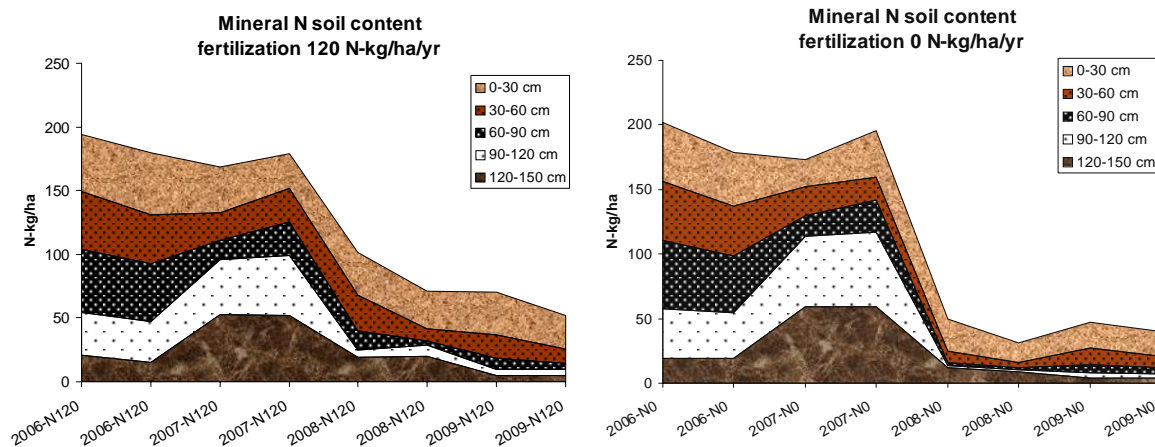 Mineral N soil content
fertilization 120 N-kg/ha/yr
250
200
150
100
50
0
N-kg/ha
0-30 cm
30-60 cm
60-90 cm
90-120 cm
120-150 cm
2006-N120
2006-N120
2007-N120
2007-N120
2008-N120
2008-N120
2009-N120
2009-N120
Mineral N soil content
fertilization 0 N-kg/ha/yr
250
200
150
100
50
0
N-kg/ha
0-30 cm
30-60 cm
60-90 cm
90-120 cm
120-150 cm
2006-N0
2006-N0
2007-N0
2007-N0
2008-N0
2008-N0
2009-N0
2009-N0